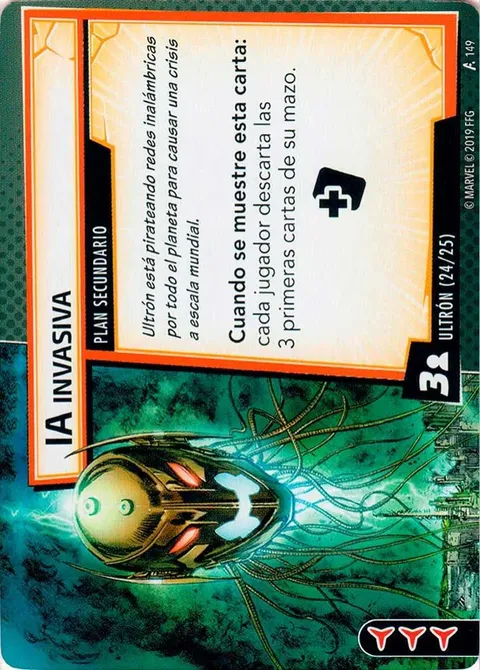 IA INVASIVA
PLAN SECUNDARIO
Ultrón está pirateando redes inalámbricas
por todo el planeta para causar una crisis
a escala mundial.
Cuando se muestre esta carta:
cada jugador descarta las
3 primeras cartas de su mazo.
3
ULTRÓN (24/25)
© MARVEL © 2019 FFG
149